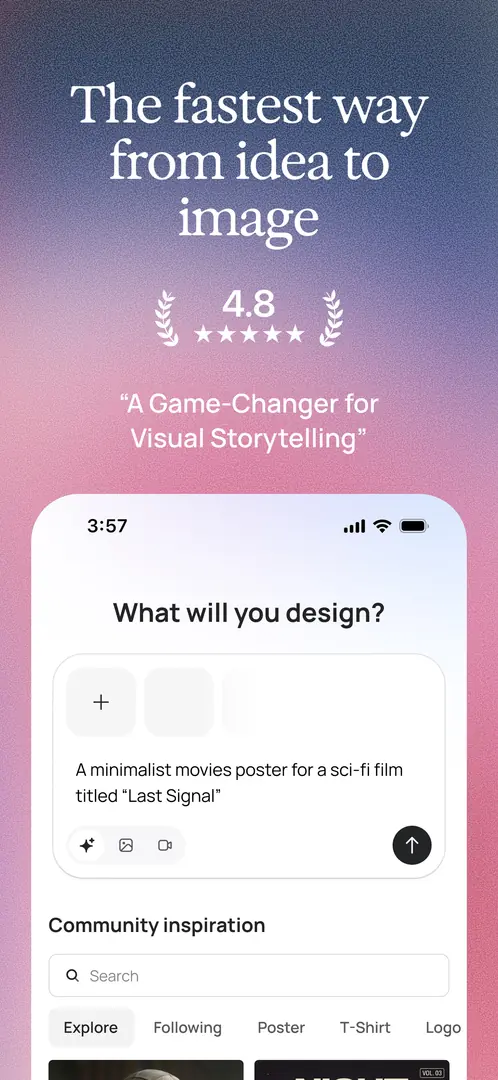 The fastest way
from idea to
image
4.8
“A Game-Changer for
Visual Storytelling”
3:57
What will you design?
A minimalist movies poster for a sci-fi film
titled “Last Signal”
Community inspiration
Search
Explore Following Poster T-Shirt Logo
VOL. 03